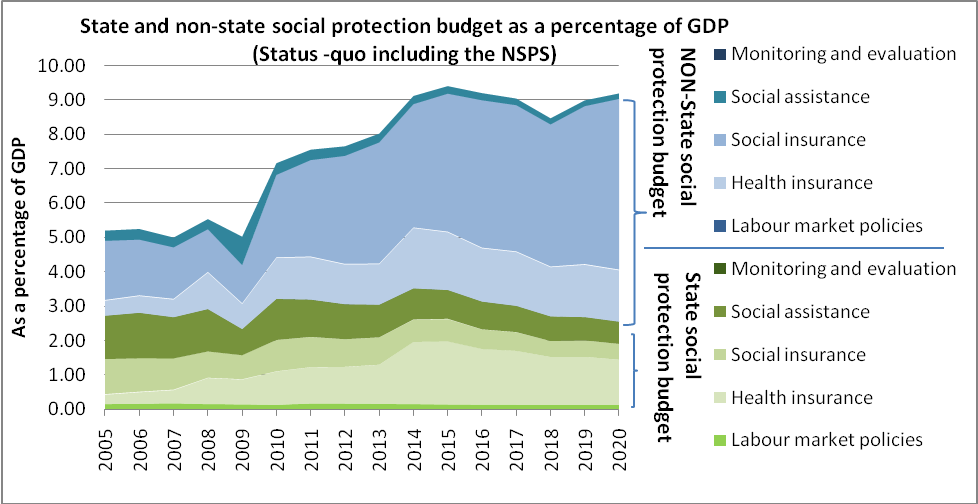 State and non-state social protection budget as a percentage of GDP
(Status -quo including the NSPS)
As a percentage of GDP
10.00
9.00
8.00
7.00
6.00
5.00
4.00
3.00
2.00
1.00
0.00
2005
2006
2007
2008
2009
2010
2011
2012
2013
2014
2015
2016
2017
2018
2019
2020
NON-State social
protection budget
Monitoring and evaluation
Social assistance
Social insurance
Health insurance
Labour market policies
State social
protection budget
Monitoring and evaluation
Social assistance
Social insurance
Health insurance
Labour market policies